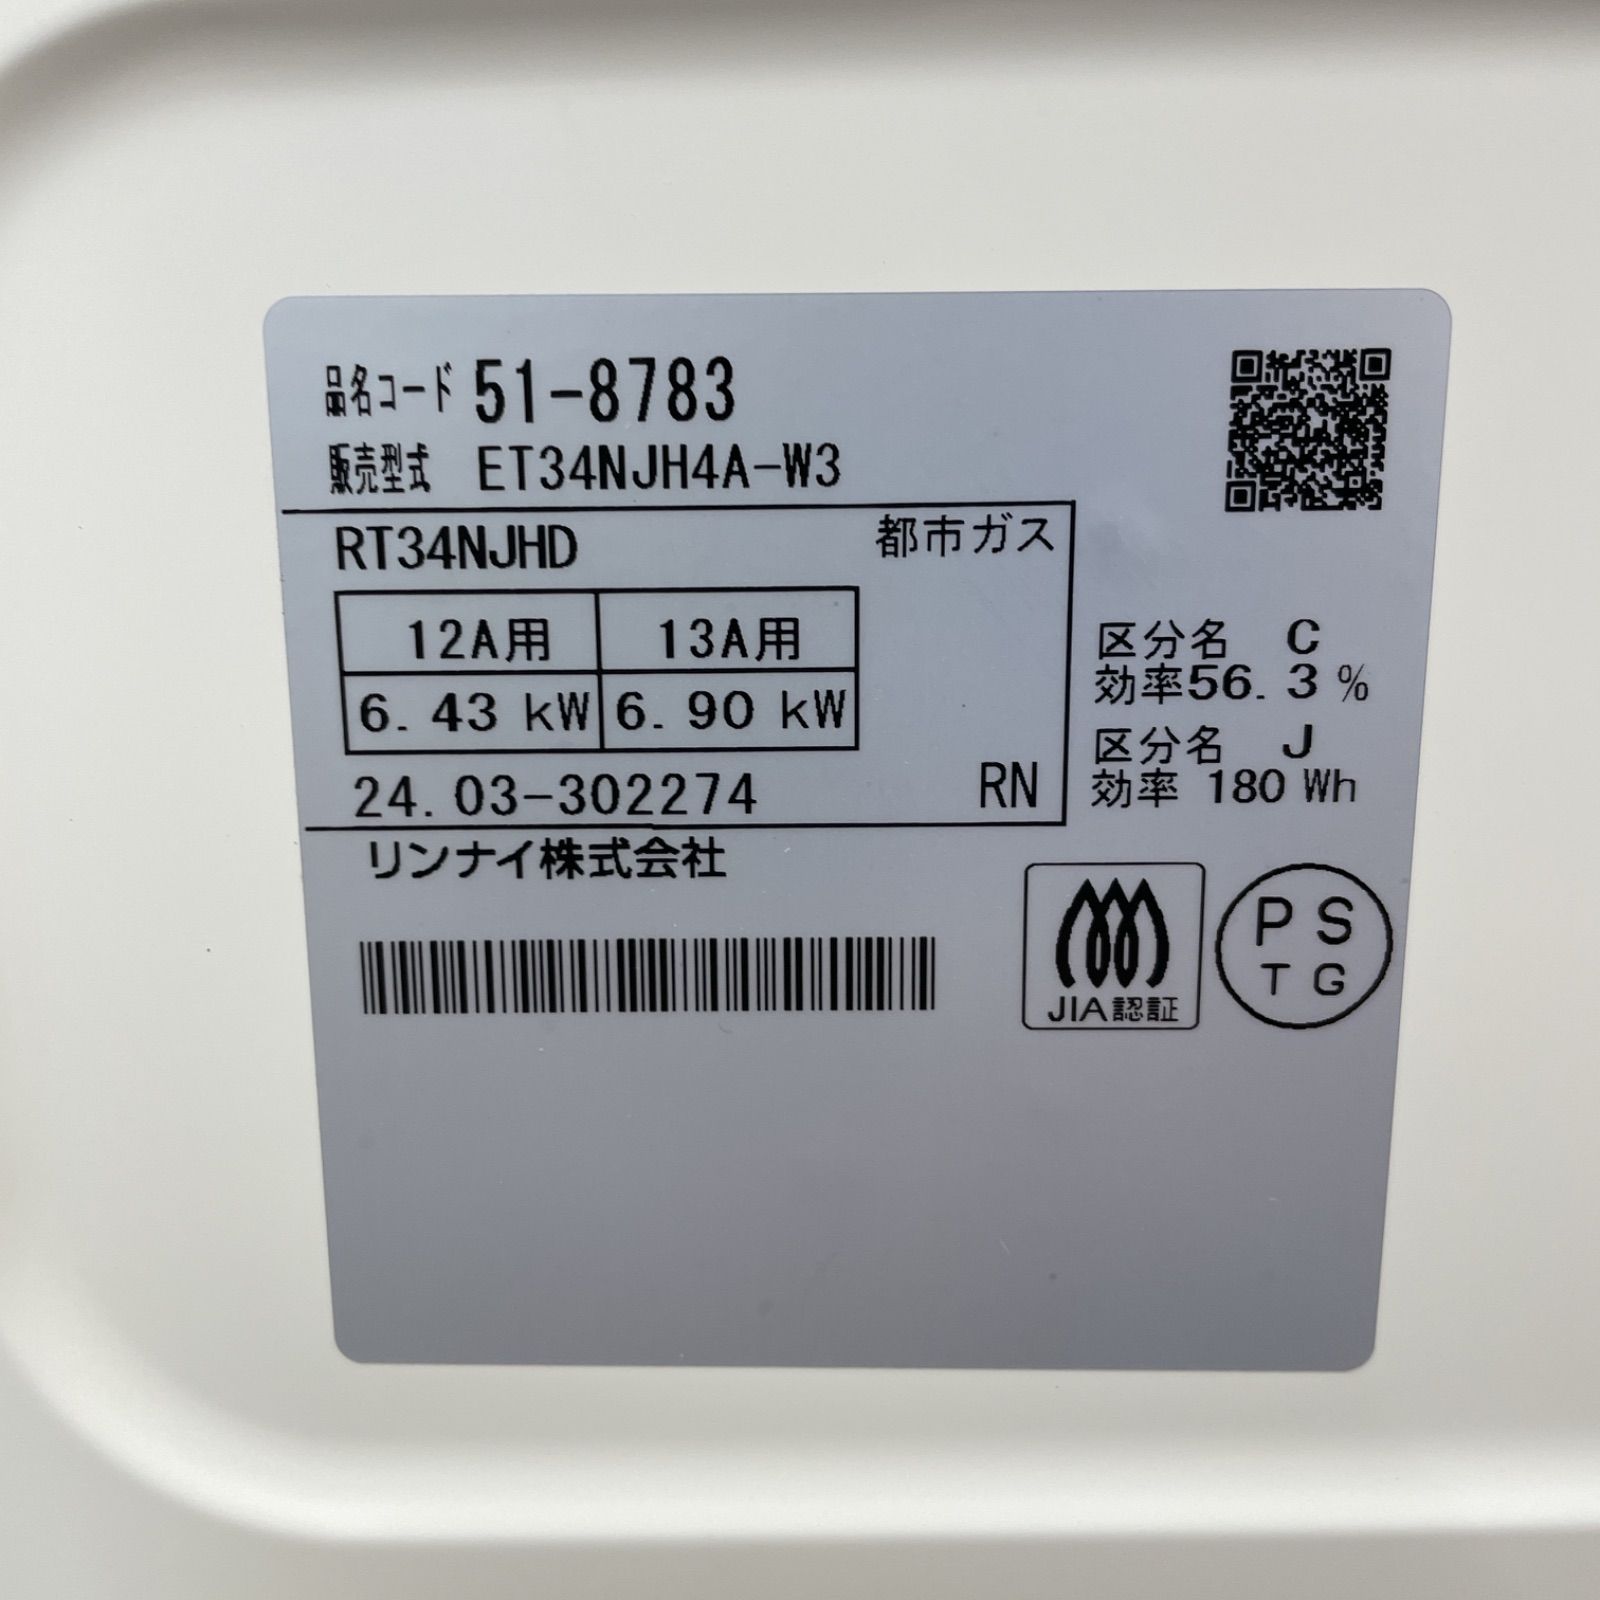 品名コード 51-8783
販売型式 ET34NJH4A-W3
RT34NJHD 都市ガス
12A用 13A用
6.43 kW 6.90 kW
24.03-302274 RN
区分名 C
効率56.3%
区分名 J
効率 180 Wh
リンナイ株式会社
JIA認証
PS
TG